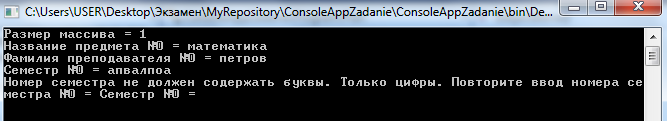 C:\Users\USER\Desktop\Экзамен\MyRepository\ConsoleAppZadanie\ConsoleAppZadanie\bin\De...
Размер массива = 1
Название предмета №0 = математика
Фамилия преподавателя №0 = петров
Семестр №0 = апвалпоа
Номер семестра не должен содержать буквы. Только цифры. Повторите ввод номера се
местра №0 = Семестр №0 =